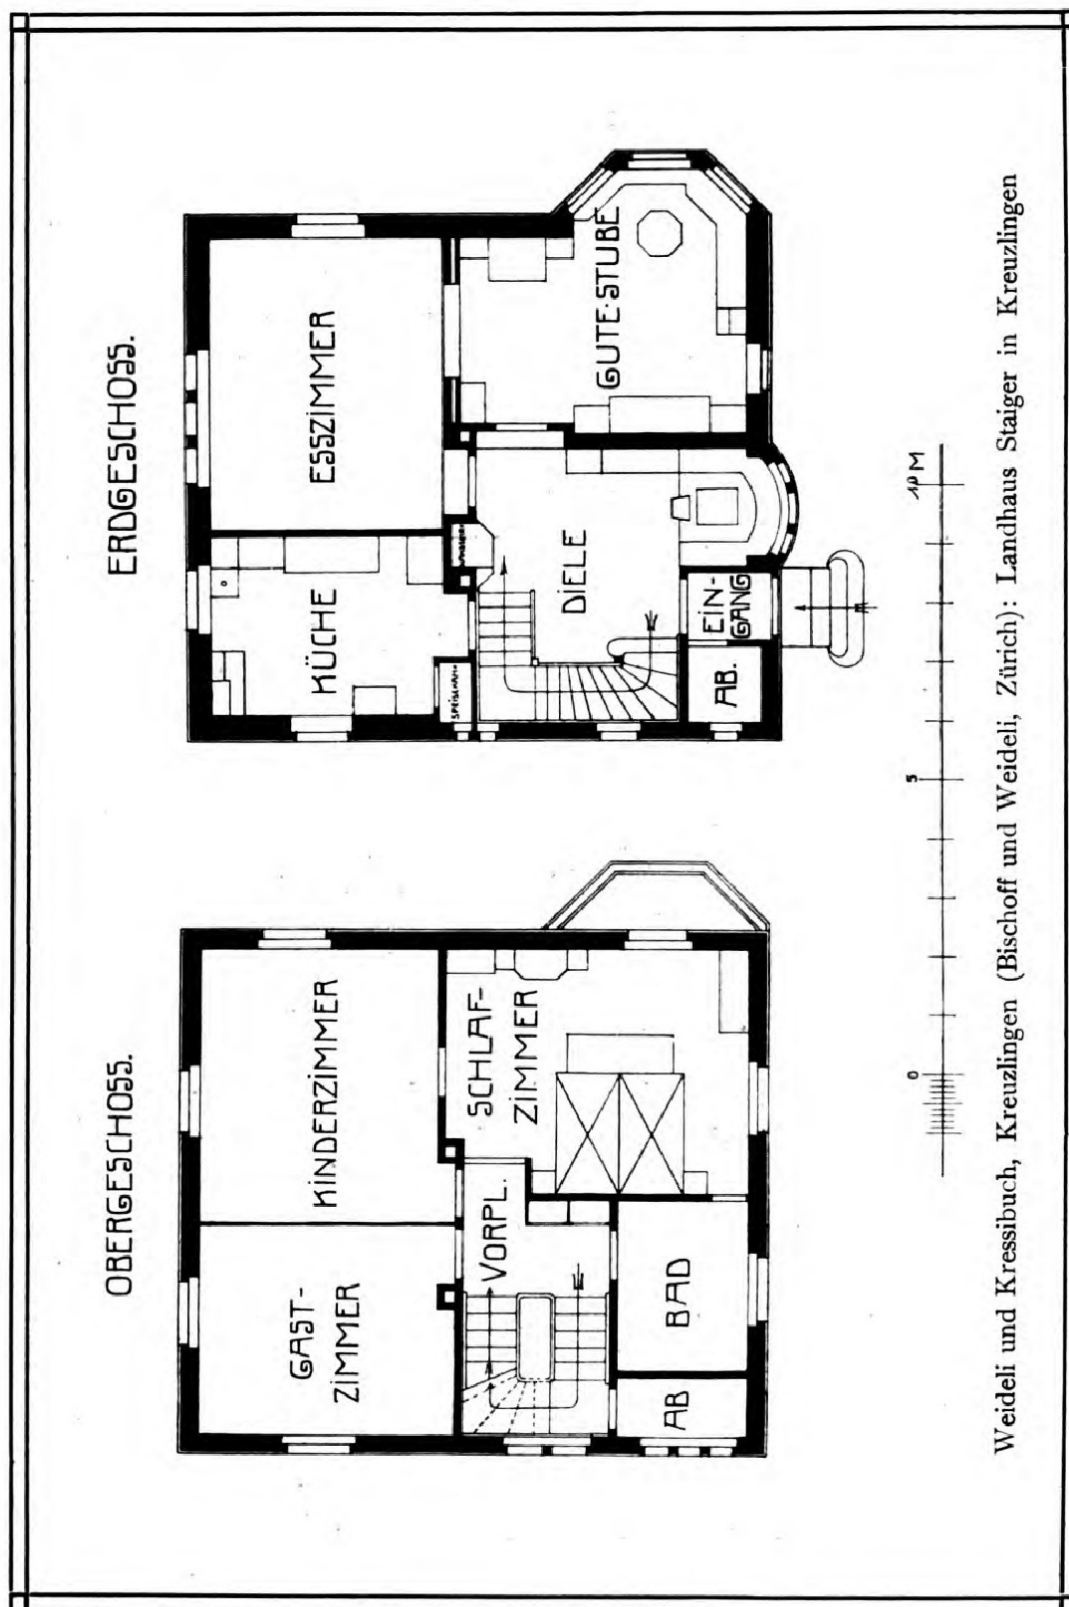 OBERGESCHOSS.
GAST-
ZIMMER
KINDERZIMMER
VORPL.
SCHLAF-
ZIMMER
AB
BAD
ERDGESCHOSS.
KÜCHE
ESSZIMMER
SPEISCHR.
DIELE
GUTE·STUBE
AB.
EIN-
GANG
0
5
10 M
Weideli und Kressibuch, Kreuzlingen (Bischoff und Weideli, Zürich): Landhaus Staiger in Kreuzlingen